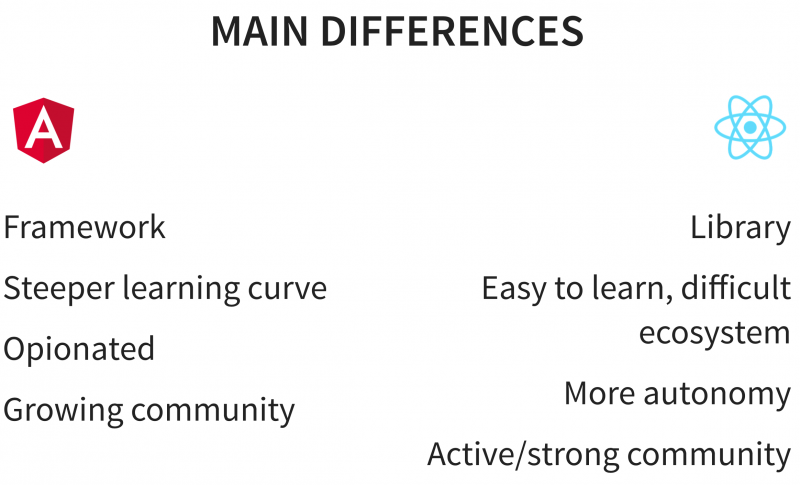 MAIN DIFFERENCES
A
Framework
Steeper learning curve
Opionated
Growing community
Library
Easy to learn, difficult
ecosystem
More autonomy
Active/strong community